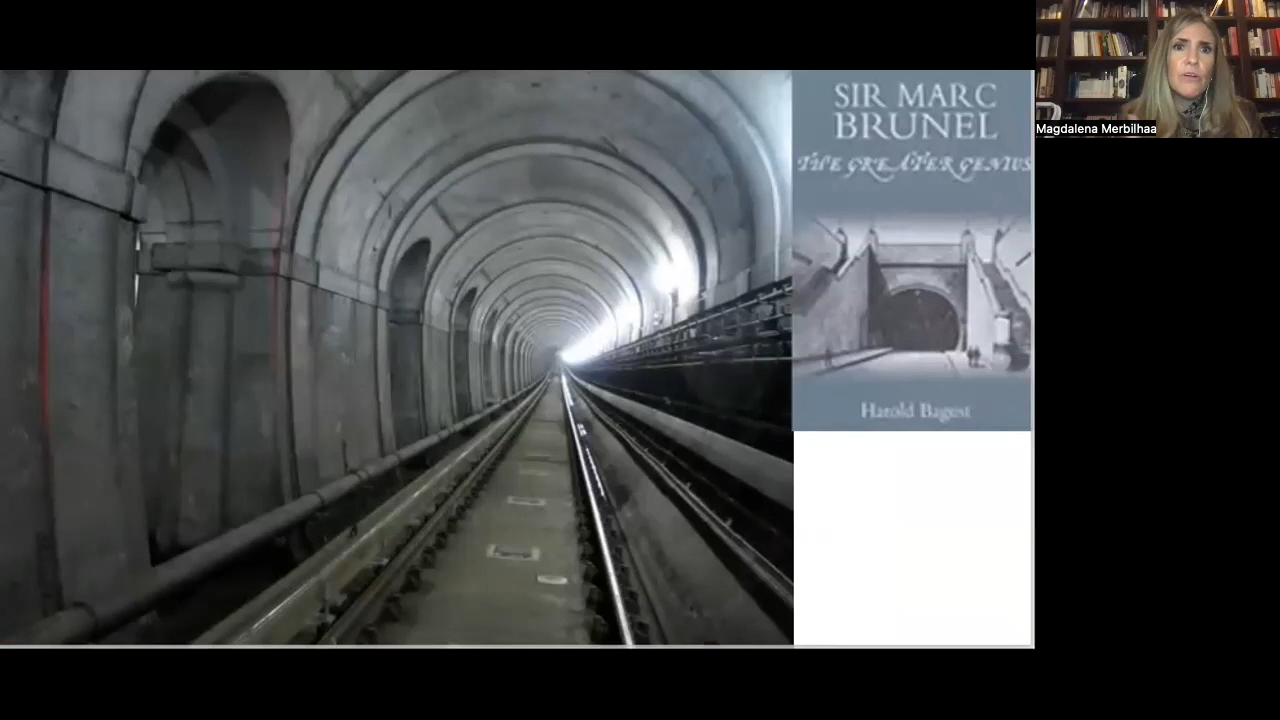 SIR MARC
BRUNEL
THE GREATER GENIUS
Harold Bagust
Magdalena Merbilhaa